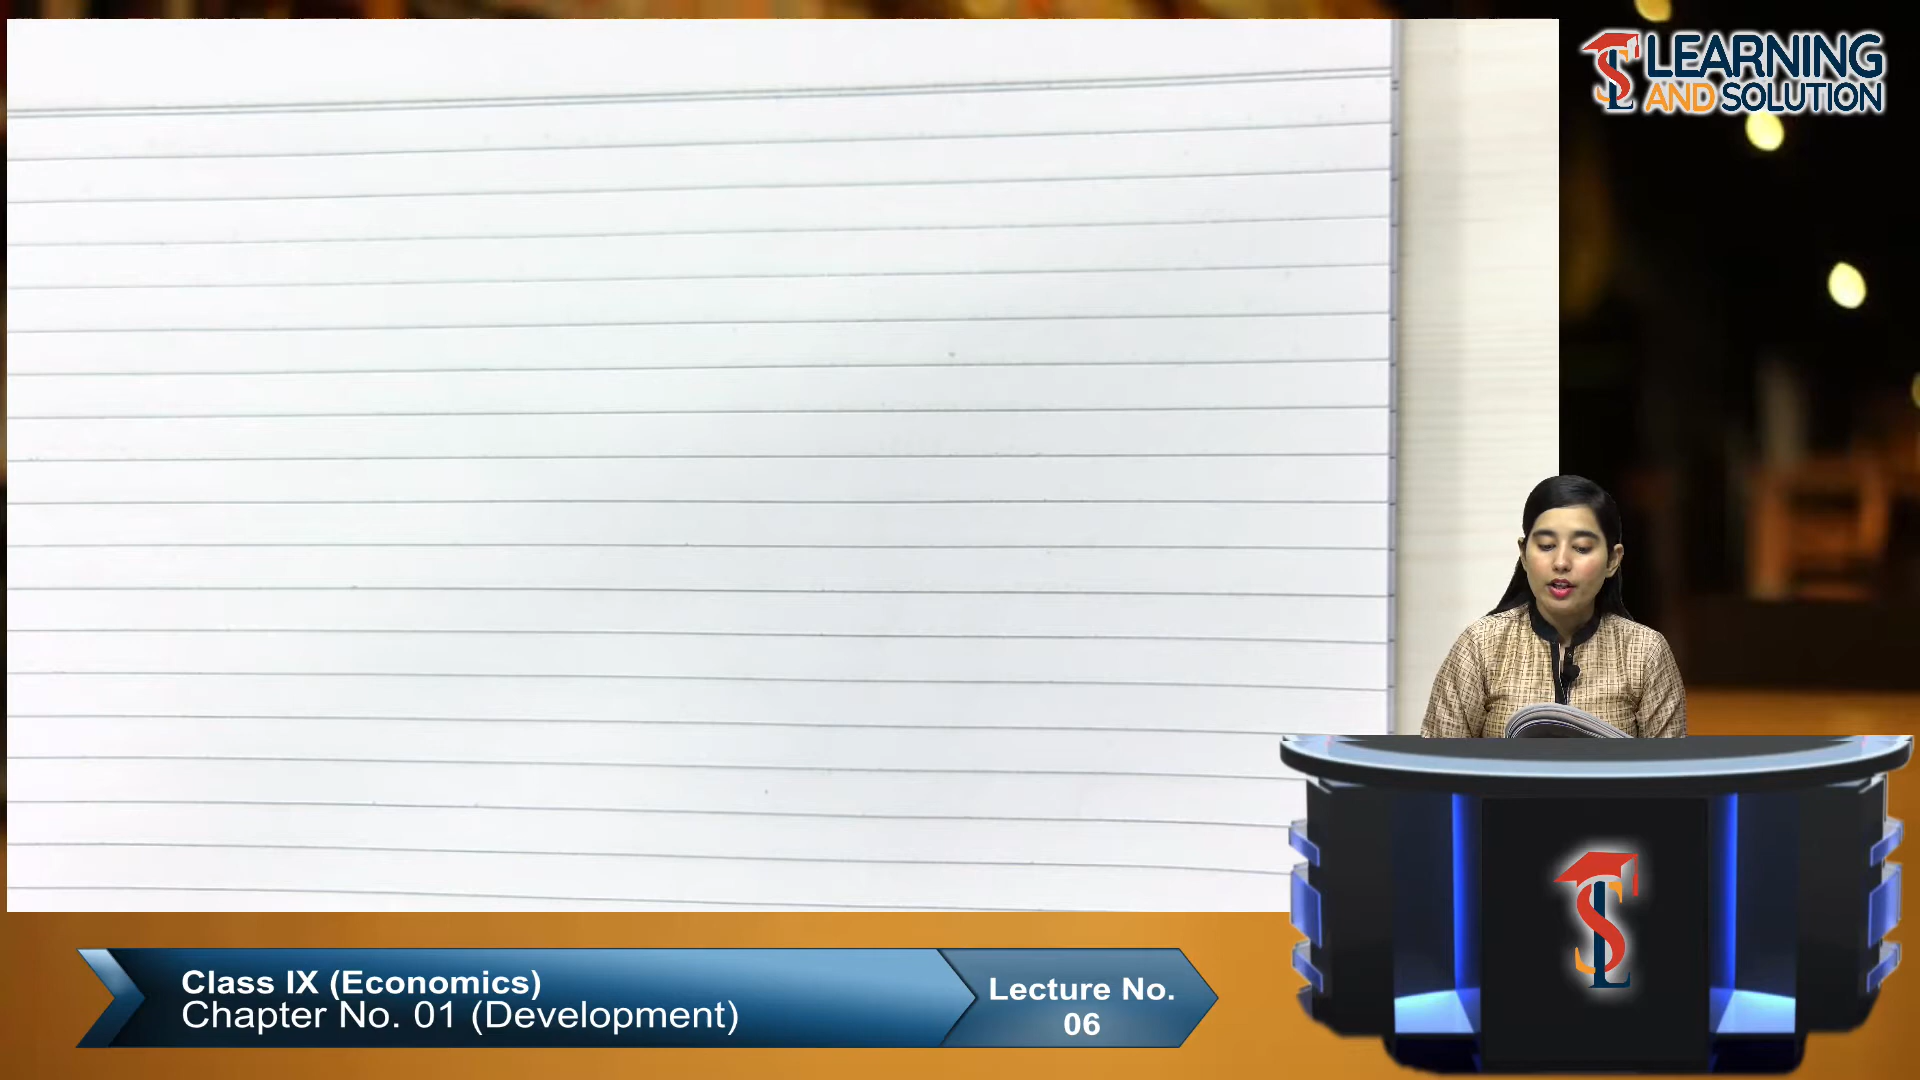 LEARNING
AND SOLUTION
Class IX (Economics)
Chapter No. 01 (Development)
Lecture No.
06